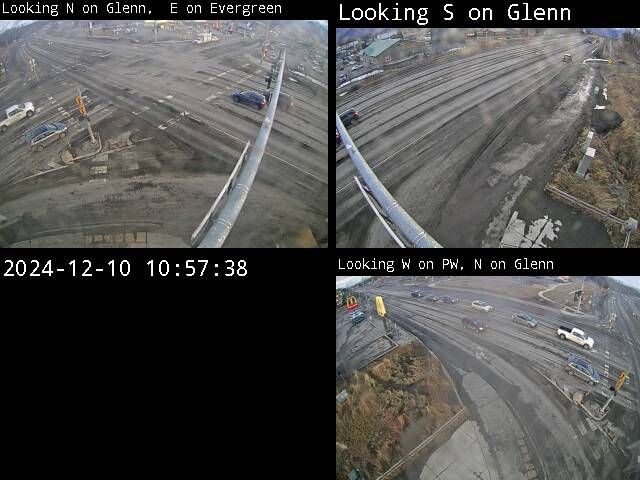 Looking N on Glenn,  E on Evergreen
Looking S on Glenn
2024-12-10 10:57:38
Looking W on PW, N on Glenn